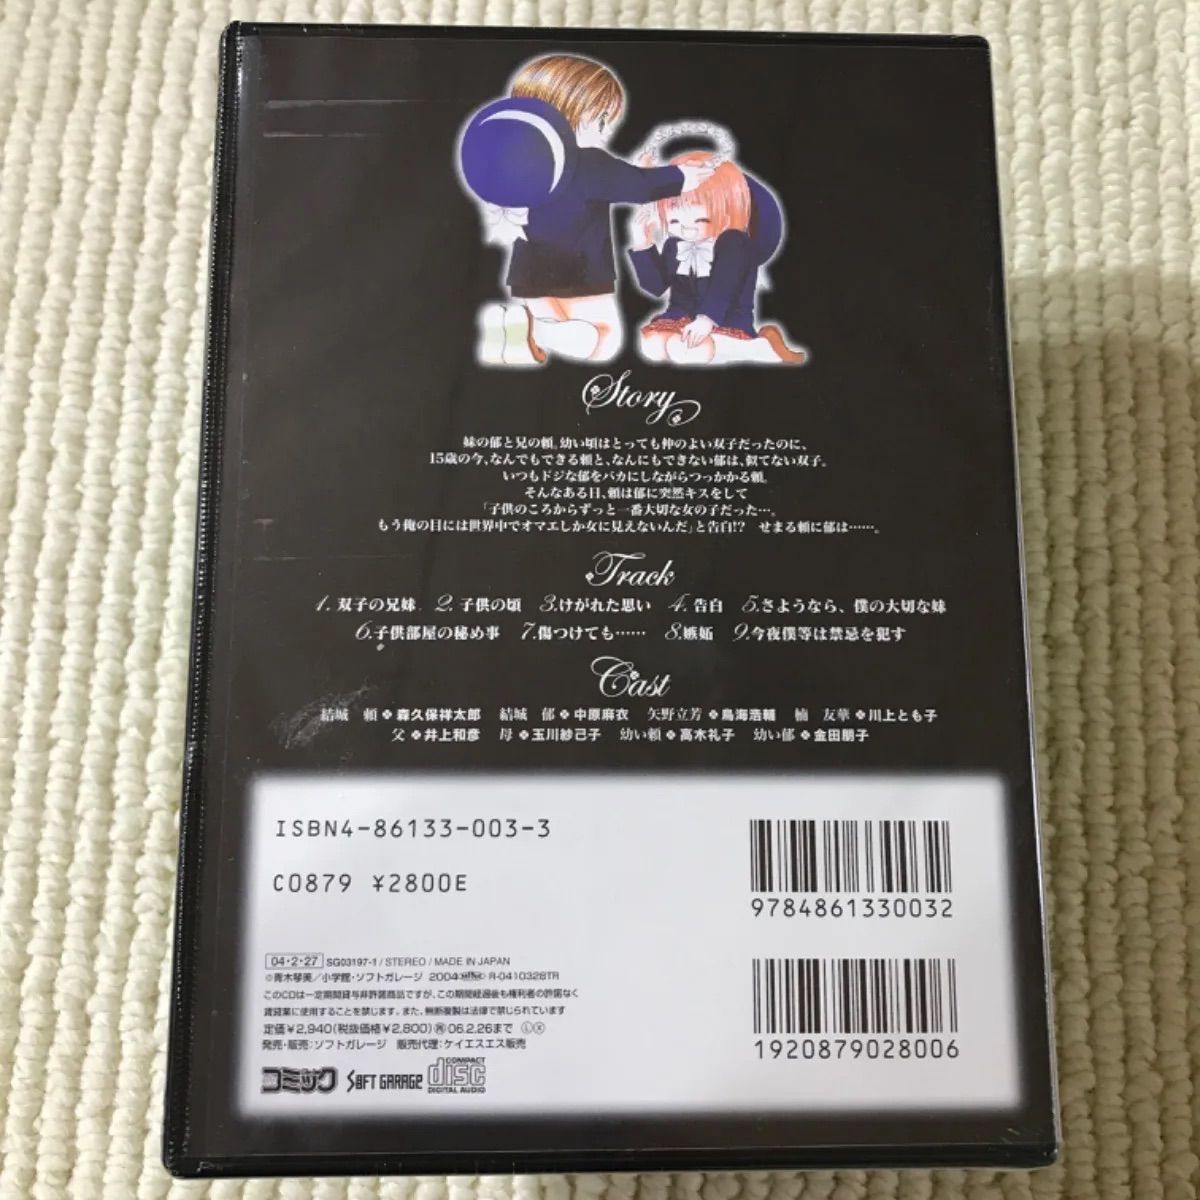 Story
妹の郁と兄の頼。幼い頃はとっても仲のよい双子だったのに、
15歳の今、なんでもできる頼と、なんにもできない郁は、似てない双子。
いつもドジな郁をバカにしながらつっかかる頼。
そんなある日、頼は郁に突然キスをして
「子供のころからずっと一番大切な女の子だった…。
もう俺の目には世界中でオマエしか女に見えないんだ」と告白!? せまる頼に郁は……。
Track
1. 双子の兄妹 2. 子供の頃 3.けがれた思い 4. 告白 5.さようなら、僕の大切な妹
6.子供部屋の秘め事 7.傷つけても…… 8.嫉妬 9.今夜僕等は禁忌を犯す
Cast
結城 頼❖森久保祥太郎 結城 郁❖中原麻衣 矢野立芳❖鳥海浩輔 楠 友華❖川上とも子
父❖井上和彦 母❖玉川紗己子 幼い頼❖高木礼子 幼い郁❖金田朋子
ISBN4-86133-003-3
C0879 ¥2800E
9784861330032
04・2・27 SG03197-1 / STEREO / MADE IN JAPAN
©青木琴美／小学館・ソフトガレージ 2004 R-0410328TR
このCDは一定期間貸与非許諾商品ですが、この期間経過後も権利者の許諾なく
賃貸業に使用することを禁じます。また、無断複製は法律で禁じられています
定価￥2,940(税抜価格￥2,800) 再 06.2.26まで Ⓛ Ⓧ
発売・販売：ソフトガレージ 販売代理：ケイエスエス販売
1920879028006
コミック SOFT GARAGE COMPACT disc DIGITAL AUDIO